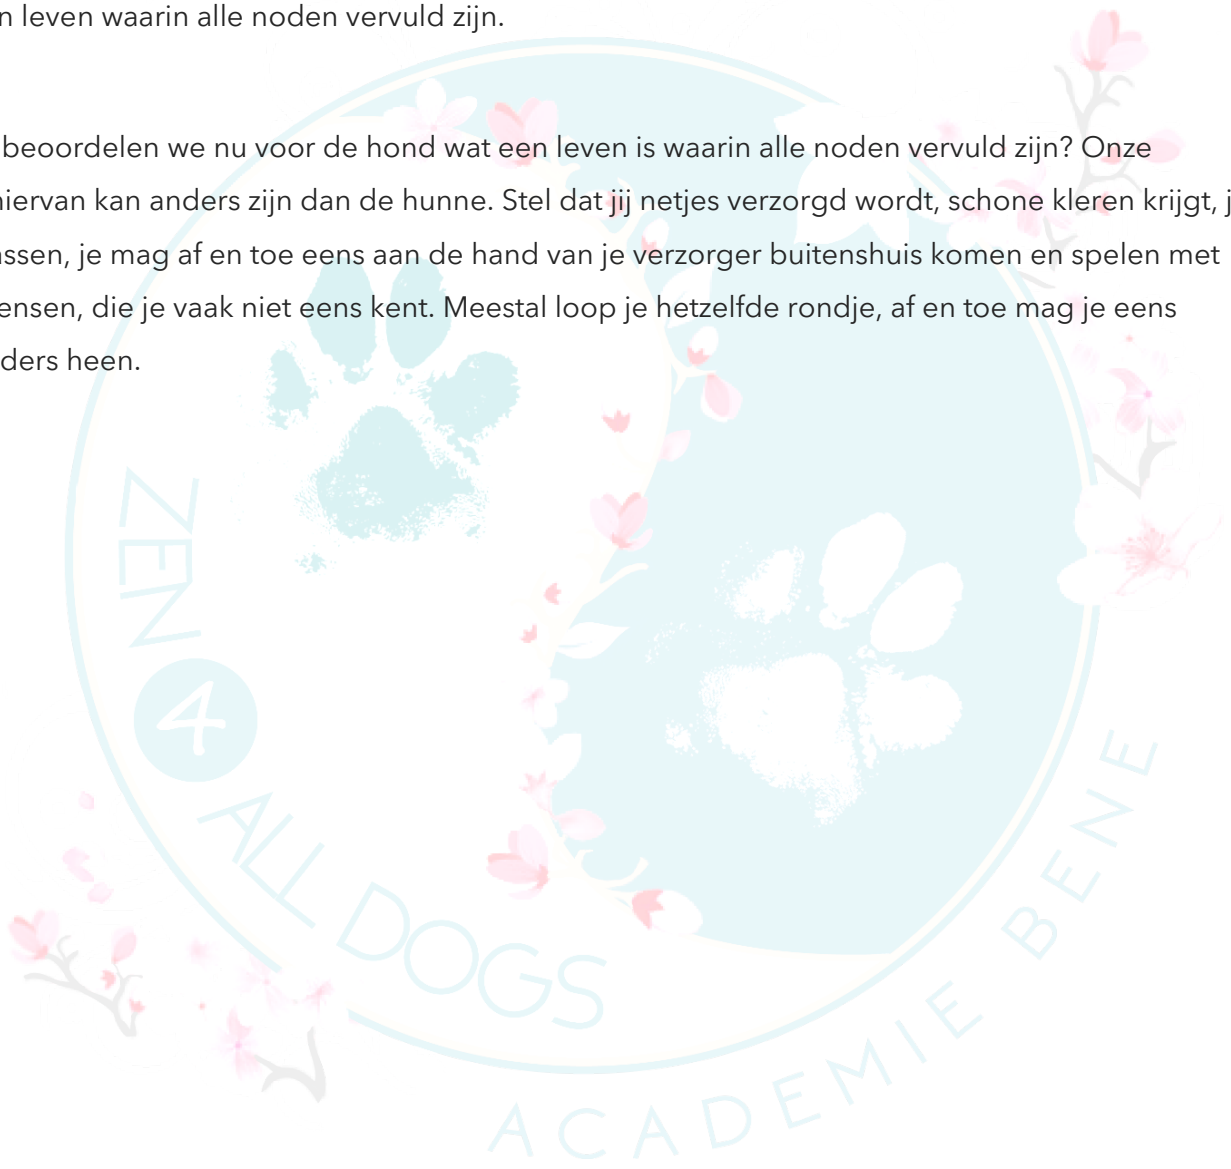 n leven waarin alle noden vervuld zijn.
beoordelen we nu voor de hond wat een leven is waarin alle noden vervuld zijn? Onze
hiervan kan anders zijn dan de hunne. Stel dat jij netjes verzorgd wordt, schone kleren krijgt, j
assen, je mag af en toe eens aan de hand van je verzorger buitenshuis komen en spelen met
ensen, die je vaak niet eens kent. Meestal loop je hetzelfde rondje, af en toe mag je eens
ders heen.
ZEN 4 ALL DOGS
ACADEMIE BENE